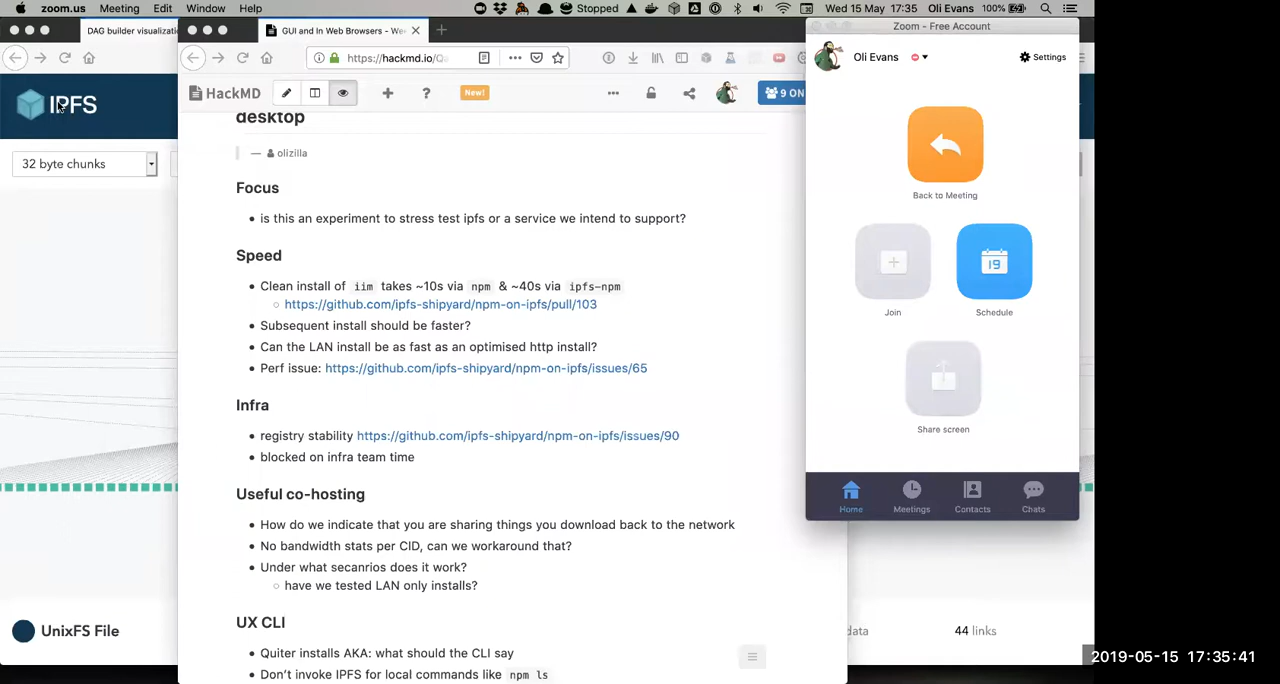 zoom.us Meeting Edit Window Help Stopped Wed 15 May 17:35 Oli Evans 100%
DAG builder visualizati
GUI and In Web Browsers - We
Zoom - Free Account
https://hackmd.io/
IPFS
HackMD
New!
9 ON
Oli Evans
Settings
32 byte chunks
desktop
— olizilla
Focus
• is this an experiment to stress test ipfs or a service we intend to support?
Speed
• Clean install of iim takes ~10s via npm & ~40s via ipfs-npm
○ https://github.com/ipfs-shipyard/npm-on-ipfs/pull/103
• Subsequent install should be faster?
• Can the LAN install be as fast as an optimised http install?
• Perf issue: https://github.com/ipfs-shipyard/npm-on-ipfs/issues/65
Infra
• registry stability https://github.com/ipfs-shipyard/npm-on-ipfs/issues/90
• blocked on infra team time
Useful co-hosting
• How do we indicate that you are sharing things you download back to the network
• No bandwidth stats per CID, can we workaround that?
• Under what secanrios does it work?
○ have we tested LAN only installs?
UX CLI
• Quiter installs AKA: what should the CLI say
• Don’t invoke IPFS for local commands like npm ls
Back to Meeting
19
Join
Schedule
Share screen
Home
Meetings
Contacts
Chats
UnixFS File
data
44 links
2019-05-15 17:35:41